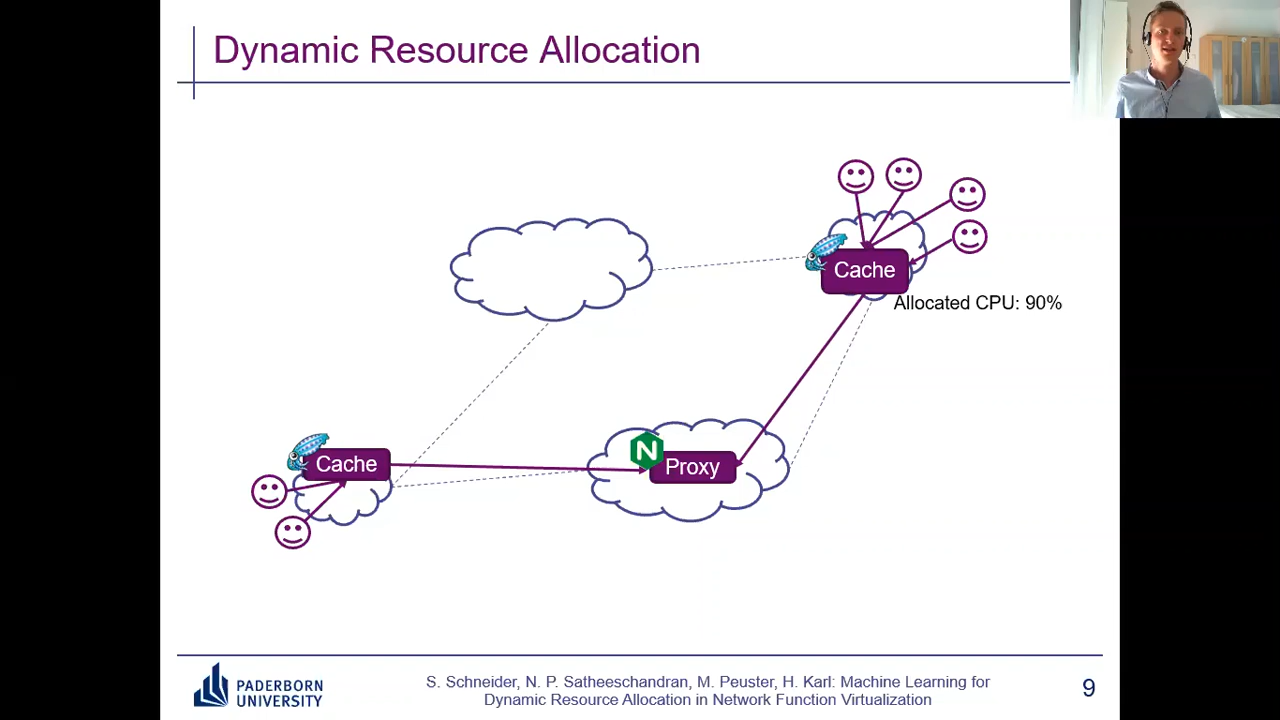 Dynamic Resource Allocation
Cache
Allocated CPU: 90%
Cache
N
Proxy
PADERBORN
UNIVERSITY
S. Schneider, N. P. Satheeschandran, M. Peuster, H. Karl: Machine Learning for
Dynamic Resource Allocation in Network Function Virtualization
9